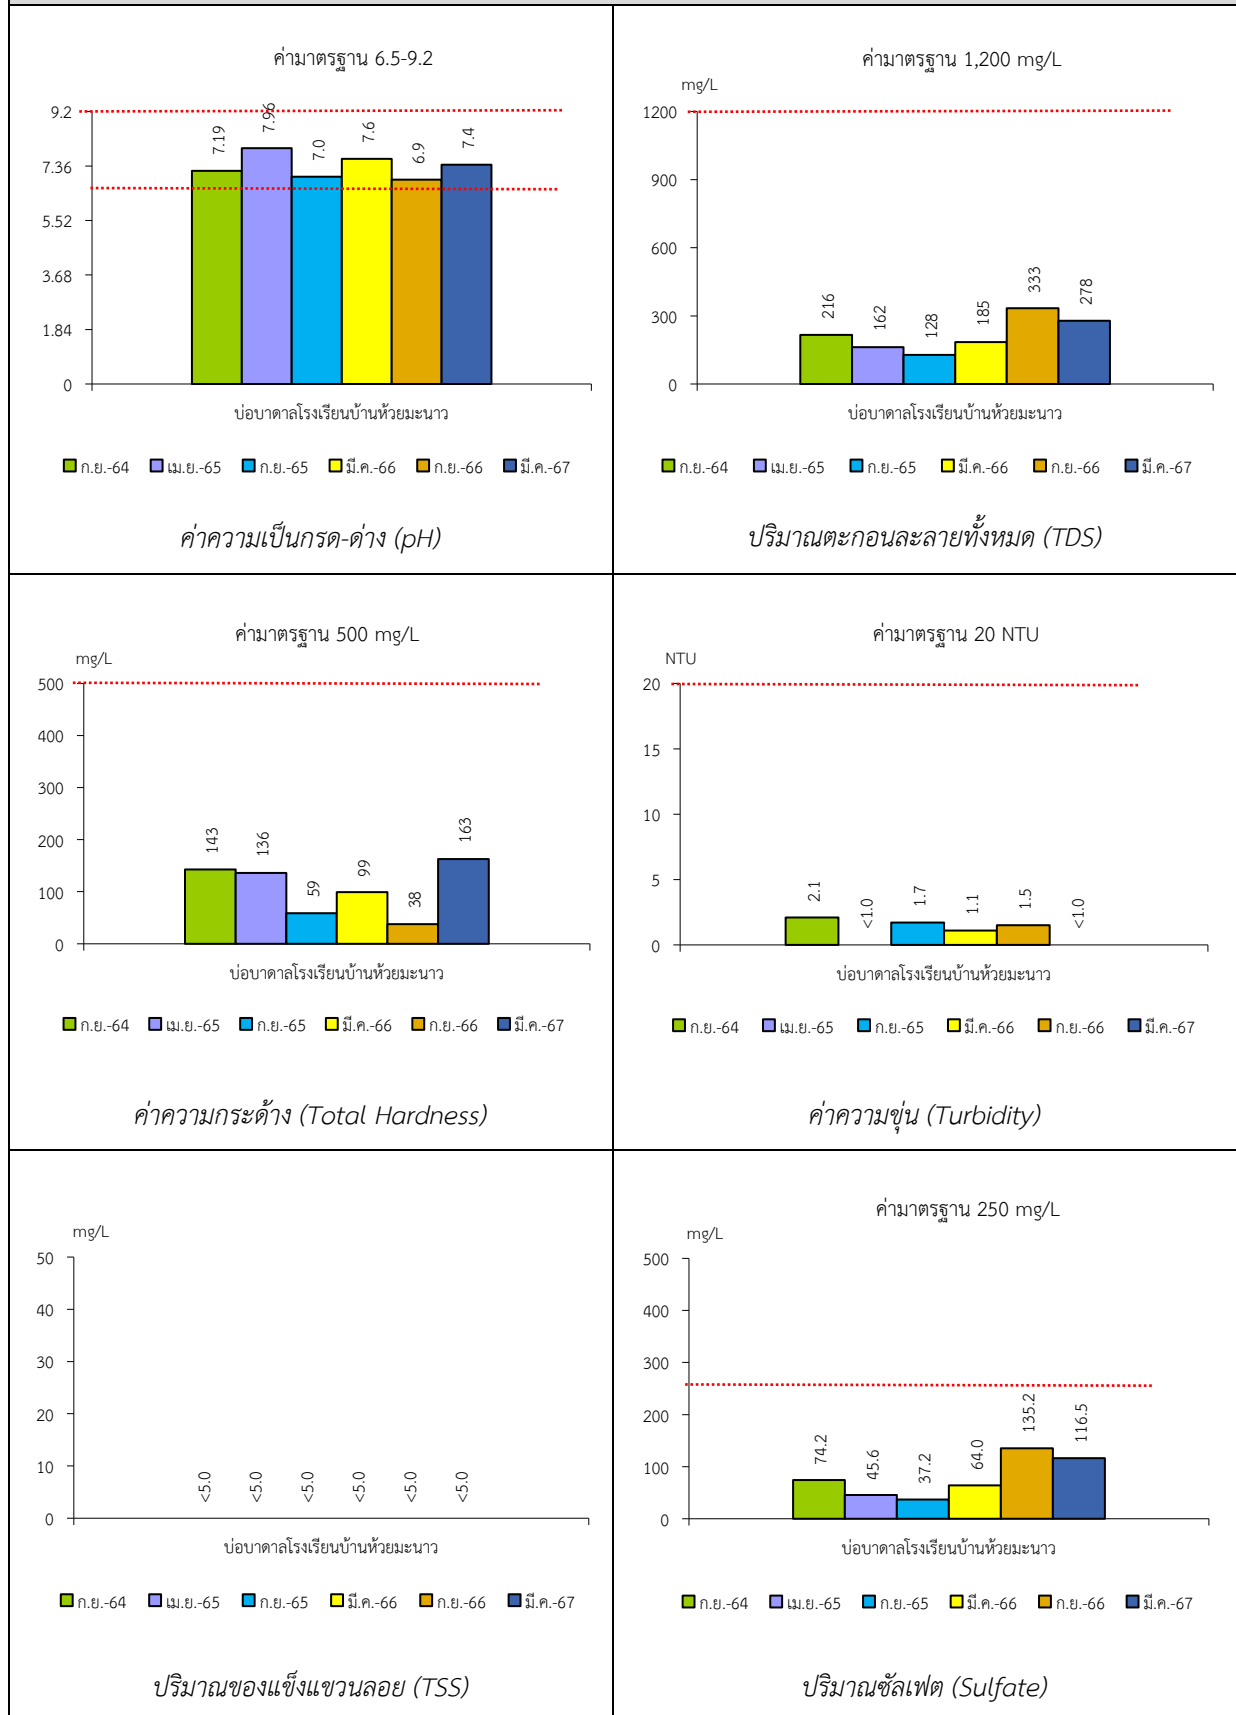 ค่ามาตรฐาน 6.5-9.2
9.2
7.36
5.52
3.68
1.84
0
7.19
7.96
7.0
7.6
6.9
7.4
บ่อบาดาลโรงเรียนบ้านห้วยมะนาว
ก.ย.-64 เม.ย.-65 ก.ย.-65 มี.ค.-66 ก.ย.-66 มี.ค.-67
ค่าความเป็นกรด-ด่าง (pH)
ค่ามาตรฐาน 1,200 mg/L
mg/L
1200
900
600
300
0
216
162
128
185
333
278
บ่อบาดาลโรงเรียนบ้านห้วยมะนาว
ก.ย.-64 เม.ย.-65 ก.ย.-65 มี.ค.-66 ก.ย.-66 มี.ค.-67
ปริมาณตะกอนละลายทั้งหมด (TDS)
ค่ามาตรฐาน 500 mg/L
mg/L
500
400
300
200
100
0
143
136
59
99
38
163
บ่อบาดาลโรงเรียนบ้านห้วยมะนาว
ก.ย.-64 เม.ย.-65 ก.ย.-65 มี.ค.-66 ก.ย.-66 มี.ค.-67
ค่าความกระด้าง (Total Hardness)
ค่ามาตรฐาน 20 NTU
NTU
20
15
10
5
0
2.1
<1.0
1.7
1.1
1.5
<1.0
บ่อบาดาลโรงเรียนบ้านห้วยมะนาว
ก.ย.-64 เม.ย.-65 ก.ย.-65 มี.ค.-66 ก.ย.-66 มี.ค.-67
ค่าความขุ่น (Turbidity)
mg/L
50
40
30
20
10
0
<5.0
<5.0
<5.0
<5.0
<5.0
<5.0
บ่อบาดาลโรงเรียนบ้านห้วยมะนาว
ก.ย.-64 เม.ย.-65 ก.ย.-65 มี.ค.-66 ก.ย.-66 มี.ค.-67
ปริมาณของแข็งแขวนลอย (TSS)
ค่ามาตรฐาน 250 mg/L
mg/L
500
400
300
200
100
0
74.2
45.6
37.2
64.0
135.2
116.5
บ่อบาดาลโรงเรียนบ้านห้วยมะนาว
ก.ย.-64 เม.ย.-65 ก.ย.-65 มี.ค.-66 ก.ย.-66 มี.ค.-67
ปริมาณซัลเฟต (Sulfate)